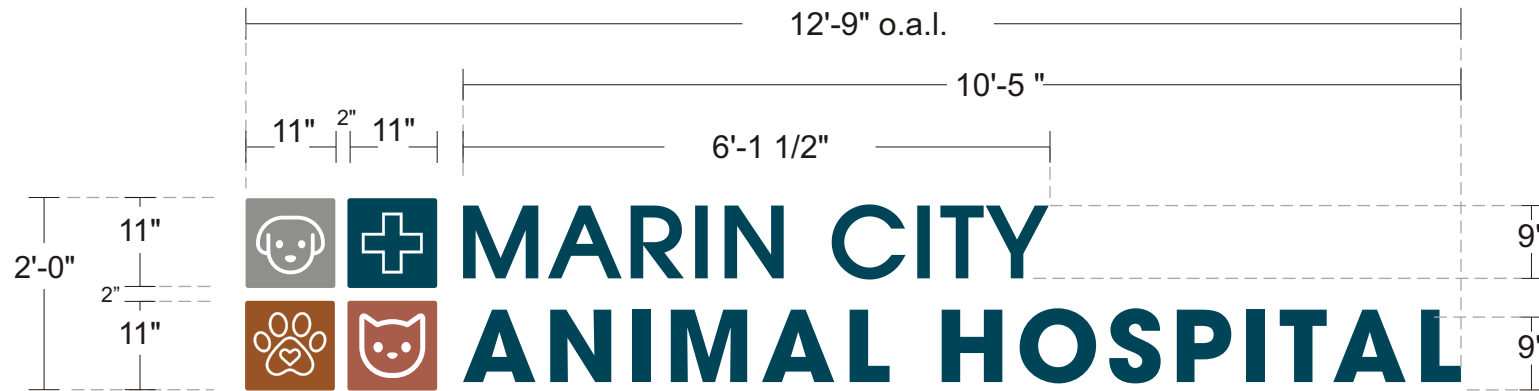 12'-9" o.a.l.
10'-5 "
11" 2" 11" 6'-1 1/2"
2'-0"
11"
2"
11"
MARIN CITY
ANIMAL HOSPITAL
9'
9'